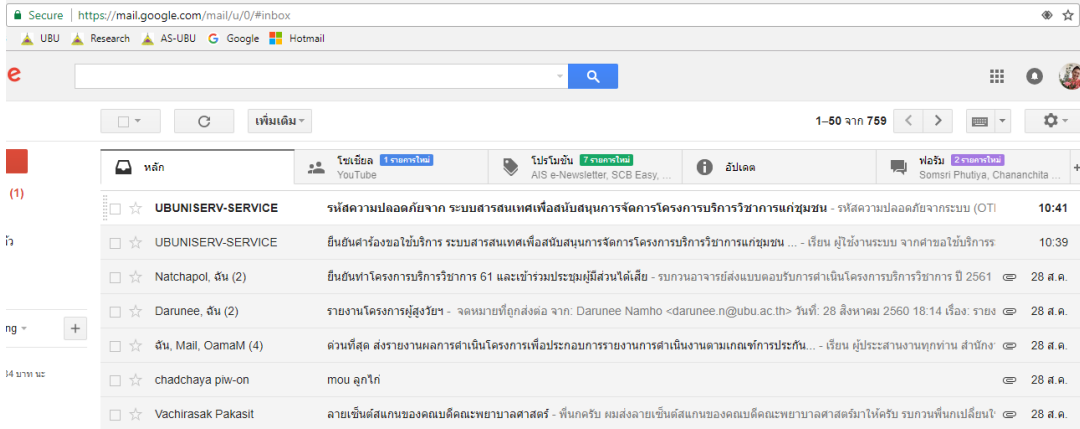 Secure https://mail.google.com/mail/u/0/#inbox
UBU Research AS-UBU Google Hotmail
e
เพิ่มเติม 1–50 จาก 759
หลัก โซเชียล 1 รายการใหม่ โปรโมชัน 7 รายการใหม่ อัปเดต ฟอรัม 2 รายการใหม่
YouTube AIS e-Newsletter, SCB Easy, ... Somsri Phutiya, Chananchita ...
(1)
UBUNISERV-SERVICE รหัสความปลอดภัยจาก ระบบสารสนเทศเพื่อสนับสนุนการจัดการโครงการบริการวิชาการแก่ชุมชน - รหัสความปลอดภัยจากระบบ (OTI 10:41
UBUNISERV-SERVICE ยืนยันคำร้องขอใช้บริการ ระบบสารสนเทศเพื่อสนับสนุนการจัดการโครงการบริการวิชาการแก่ชุมชน ... - เรียน ผู้ใช้งานระบบ จากคำขอใช้บริการร 10:39
Natchapol, ฉัน (2) ยืนยันทำโครงการบริการวิชาการ 61 และเข้าร่วมประชุมผู้มีส่วนได้เสีย - รบกวนอาจารย์ส่งแบบตอบรับการดำเนินโครงการบริการวิชาการ ปี 2561 28 ส.ค.
Darunee, ฉัน (2) รายงานโครงการผู้สูงวัยฯ - จดหมายที่ถูกส่งต่อ จาก: Darunee Namho <darunee.n@ubu.ac.th> วันที่: 28 สิงหาคม 2560 18:14 เรื่อง: รายง 28 ส.ค.
ng
ฉัน, Mail, OamaM (4) ด่วนที่สุด ส่งรายงานผลการดำเนินโครงการเพื่อประกอบการรายงานการดำเนินงานตามเกณฑ์การประกัน... - เรียน ผู้ประสานงานทุกท่าน สำนักง 28 ส.ค.
34 บาท นะ
chadchaya piw-on mou ลูกไก่ 28 ส.ค.
Vachirasak Pakasit ลายเซ็นต์สแกนของคณบดีคณะพยาบาลศาสตร์ - พี่นกครับ ผมส่งลายเซ็นต์สแกนของคณบดีคณะพยาบาลศาสตร์มาให้ครับ รบกวนพี่นกเปลี่ยนใ 28 ส.ค.